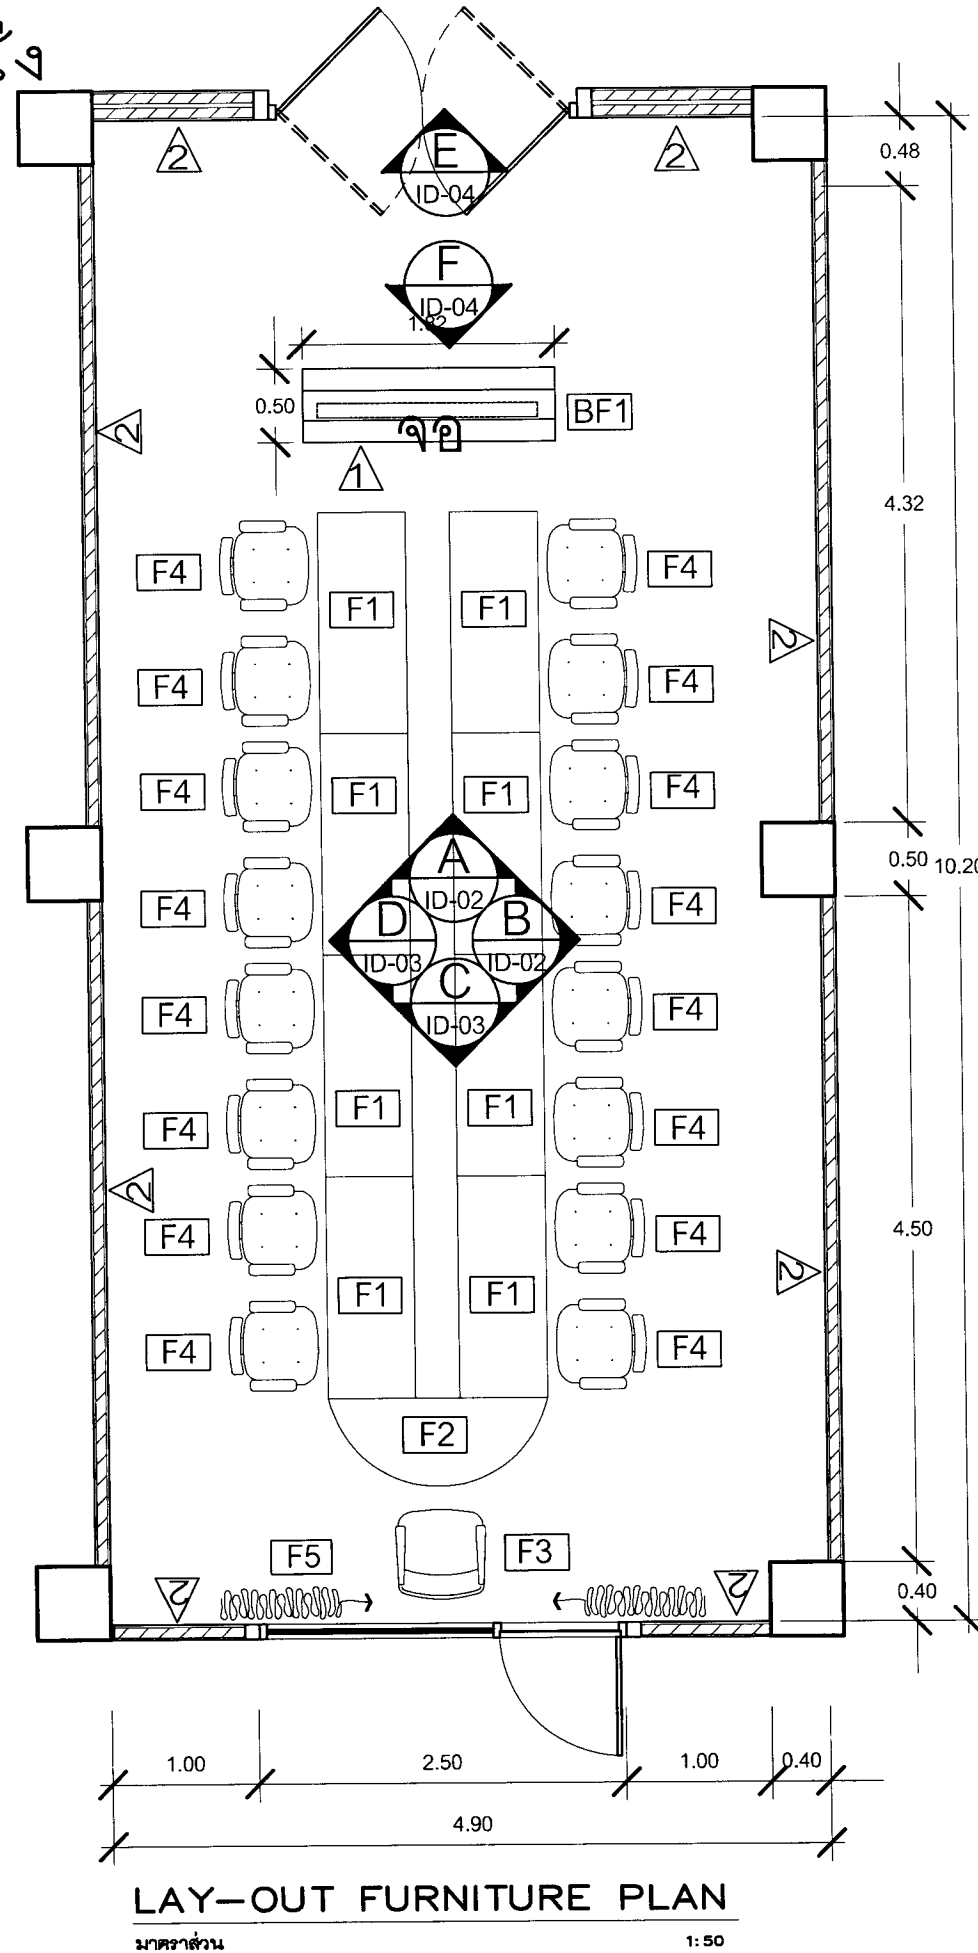 2
2
E
ID-04
0.48
F
ID-04
1.82
0.50
BF1
จอ
2
1
4.32
F4
F1
F1
F4
2
F4
F4
F4
F1
F1
F4
A
ID-02
0.50
10.20
F4
D
B
F4
ID-03
ID-02
C
ID-03
F4
F4
F4
F1
F1
F4
2
F4
F4
4.50
2
F1
F1
F4
F4
F2
F5
F3
2
2
0.40
1.00
2.50
1.00
0.40
4.90
LAY-OUT FURNITURE PLAN
มาตราส่วน 1:50